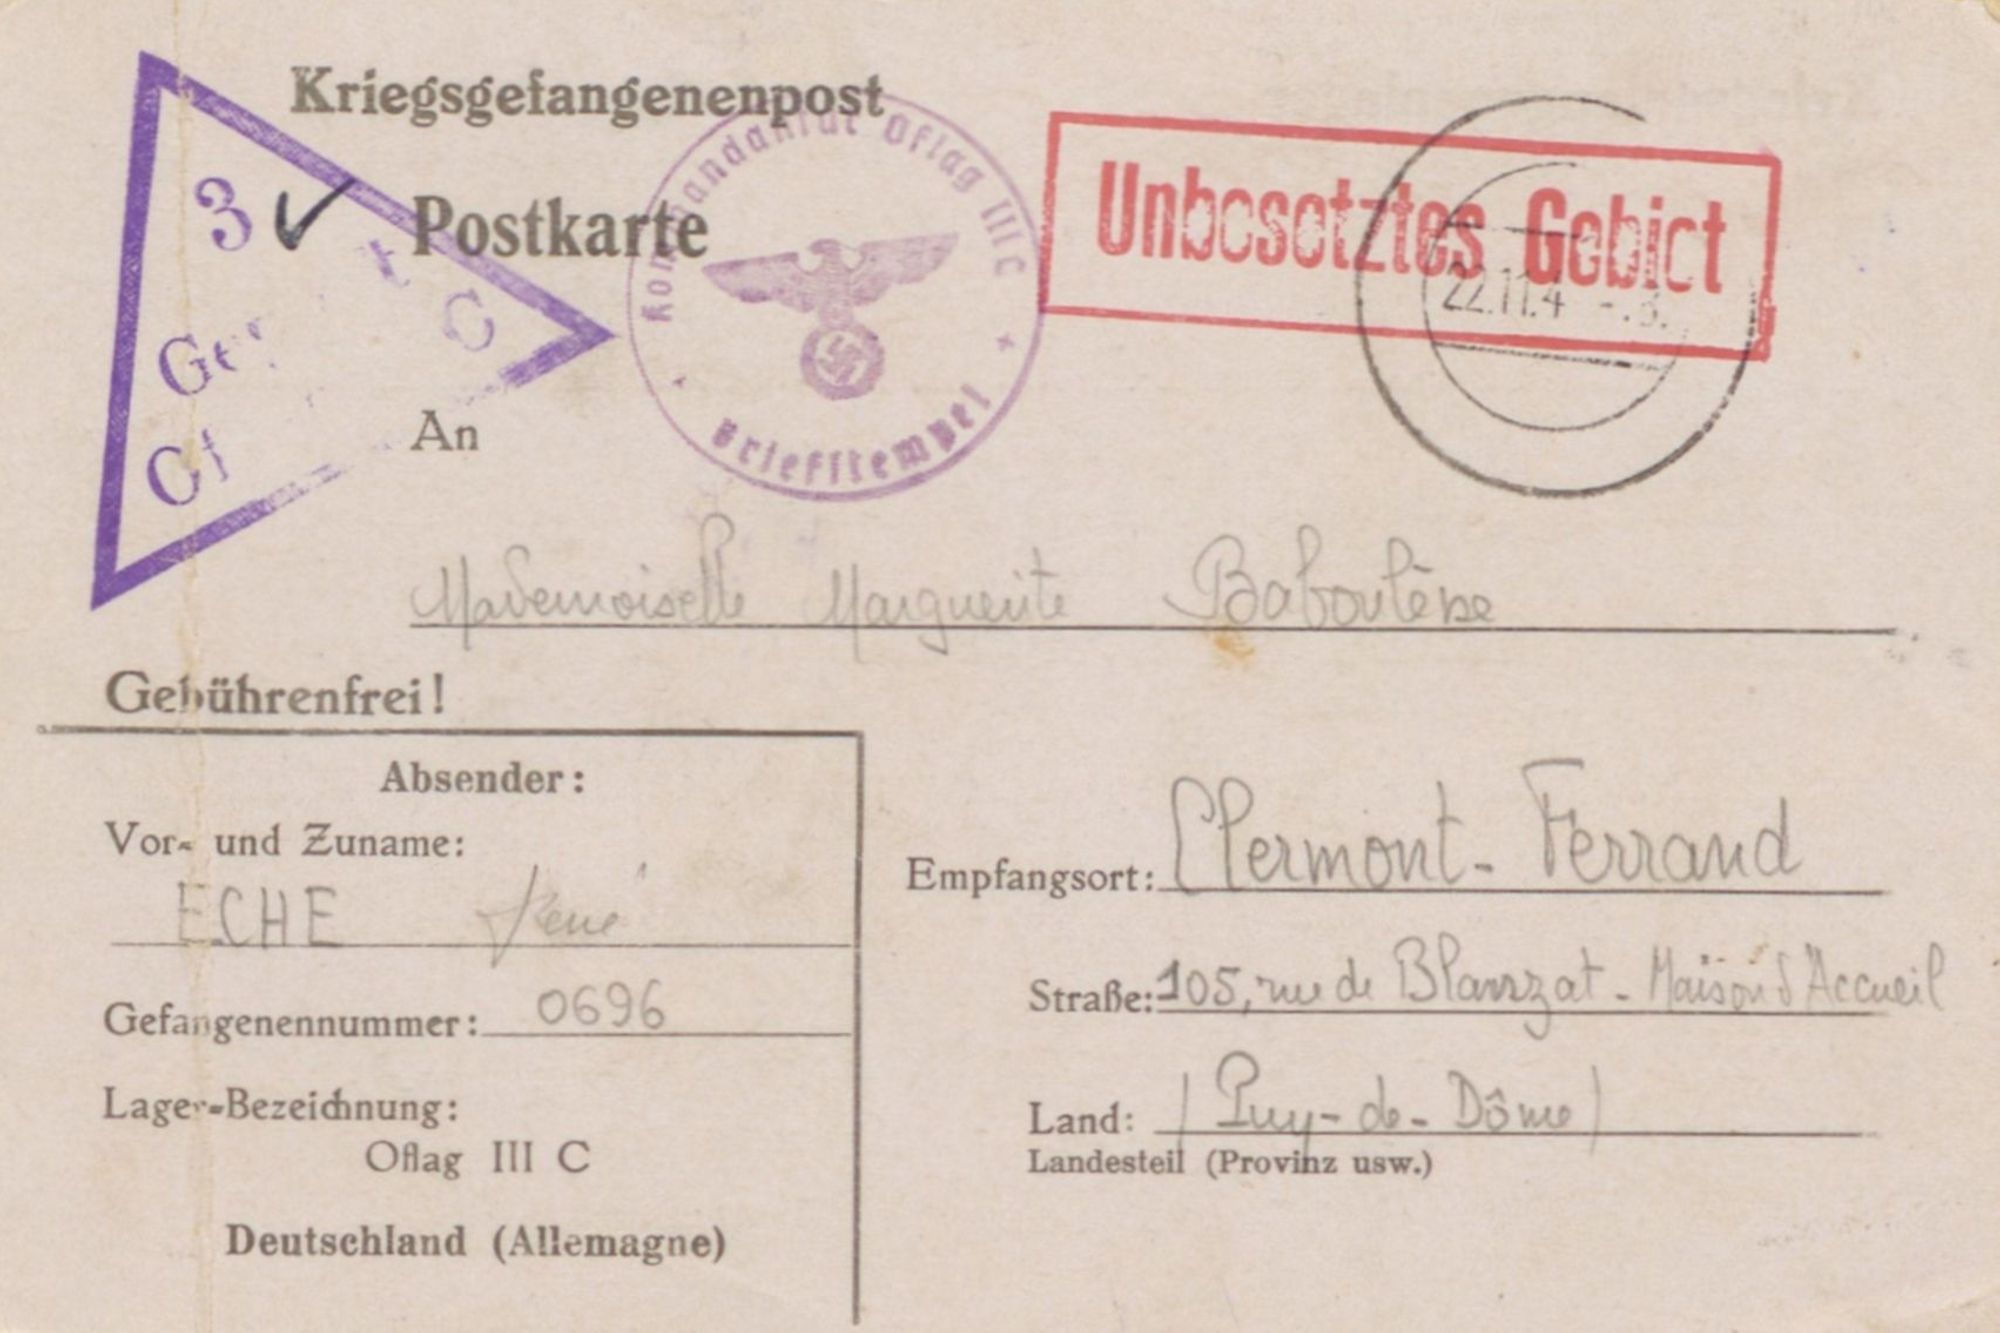 Kriegsgefangenenpost
Postkarte
Kommandantur Oflag III C
Briefstempel
Unbesetztes Gebiet
22.11.4
3
An
Mademoiselle Marguerite Baboulène
Gebührenfrei!
Absender:
Vor- und Zuname:
ECHE René
Gefangenennummer: 0696
Lager-Bezeichnung:
Oflag III C
Deutschland (Allemagne)
Empfangsort: Clermont-Ferrand
Straße: 105, rue de Blanzat - Maison d'Accueil
Land: (Puy-de-Dôme)
Landesteil (Provinz usw.)